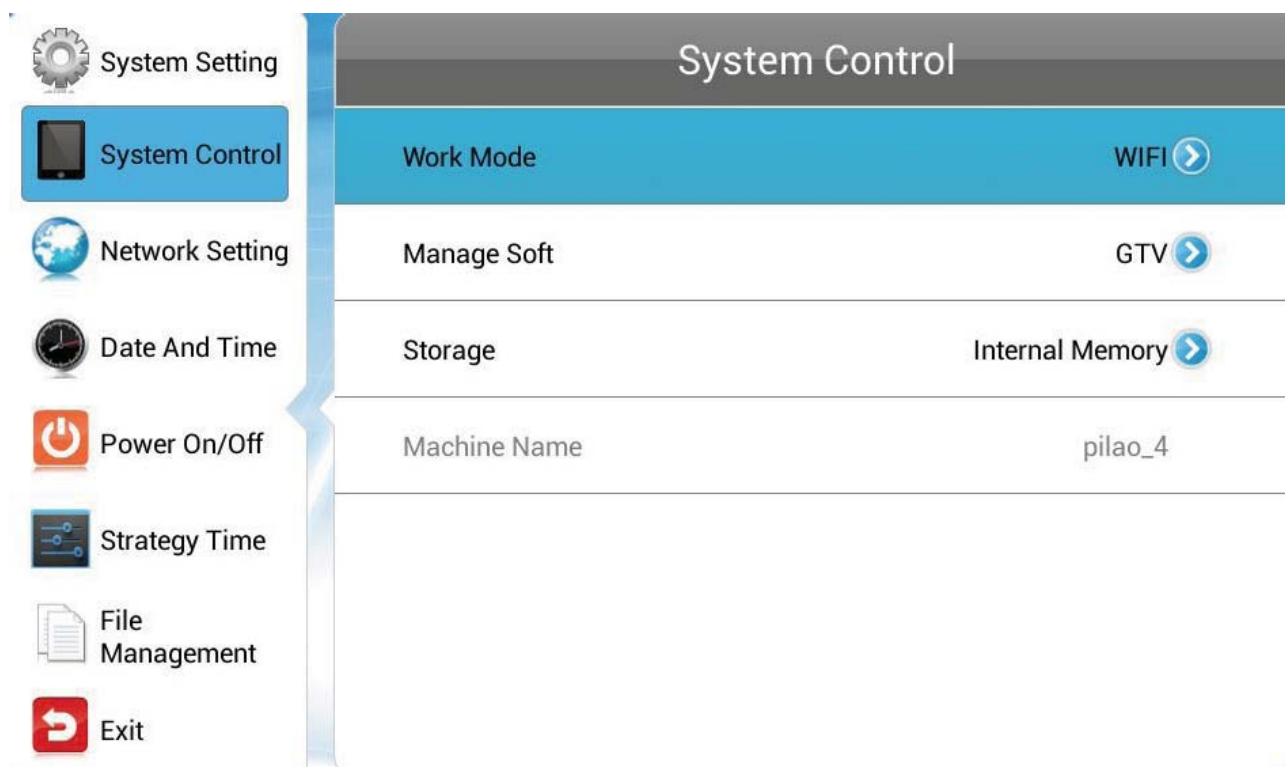 System Setting
System Control
Network Setting
Date And Time
Power On/Off
Strategy Time
File
Management
Exit
System Control
Work Mode WIFI
Manage Soft GTV
Storage Internal Memory
Machine Name pilao_4